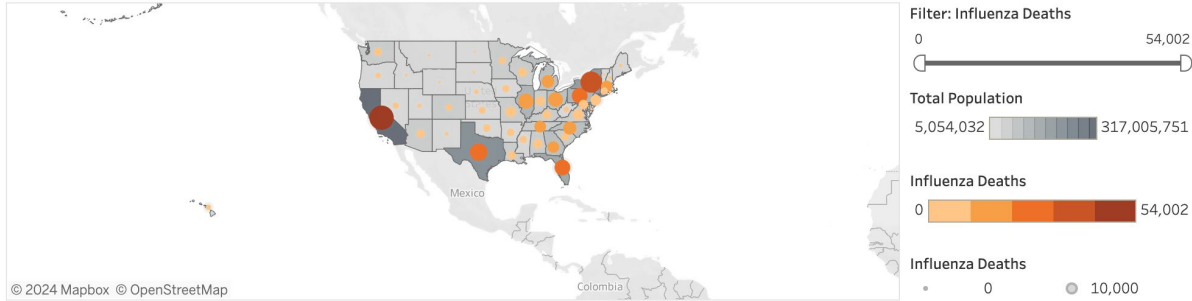 Filter: Influenza Deaths
0 54,002
Total Population
5,054,032 317,005,751
Influenza Deaths
0 54,002
Influenza Deaths
0 10,000
Mexico
Colombia
© 2024 Mapbox © OpenStreetMap